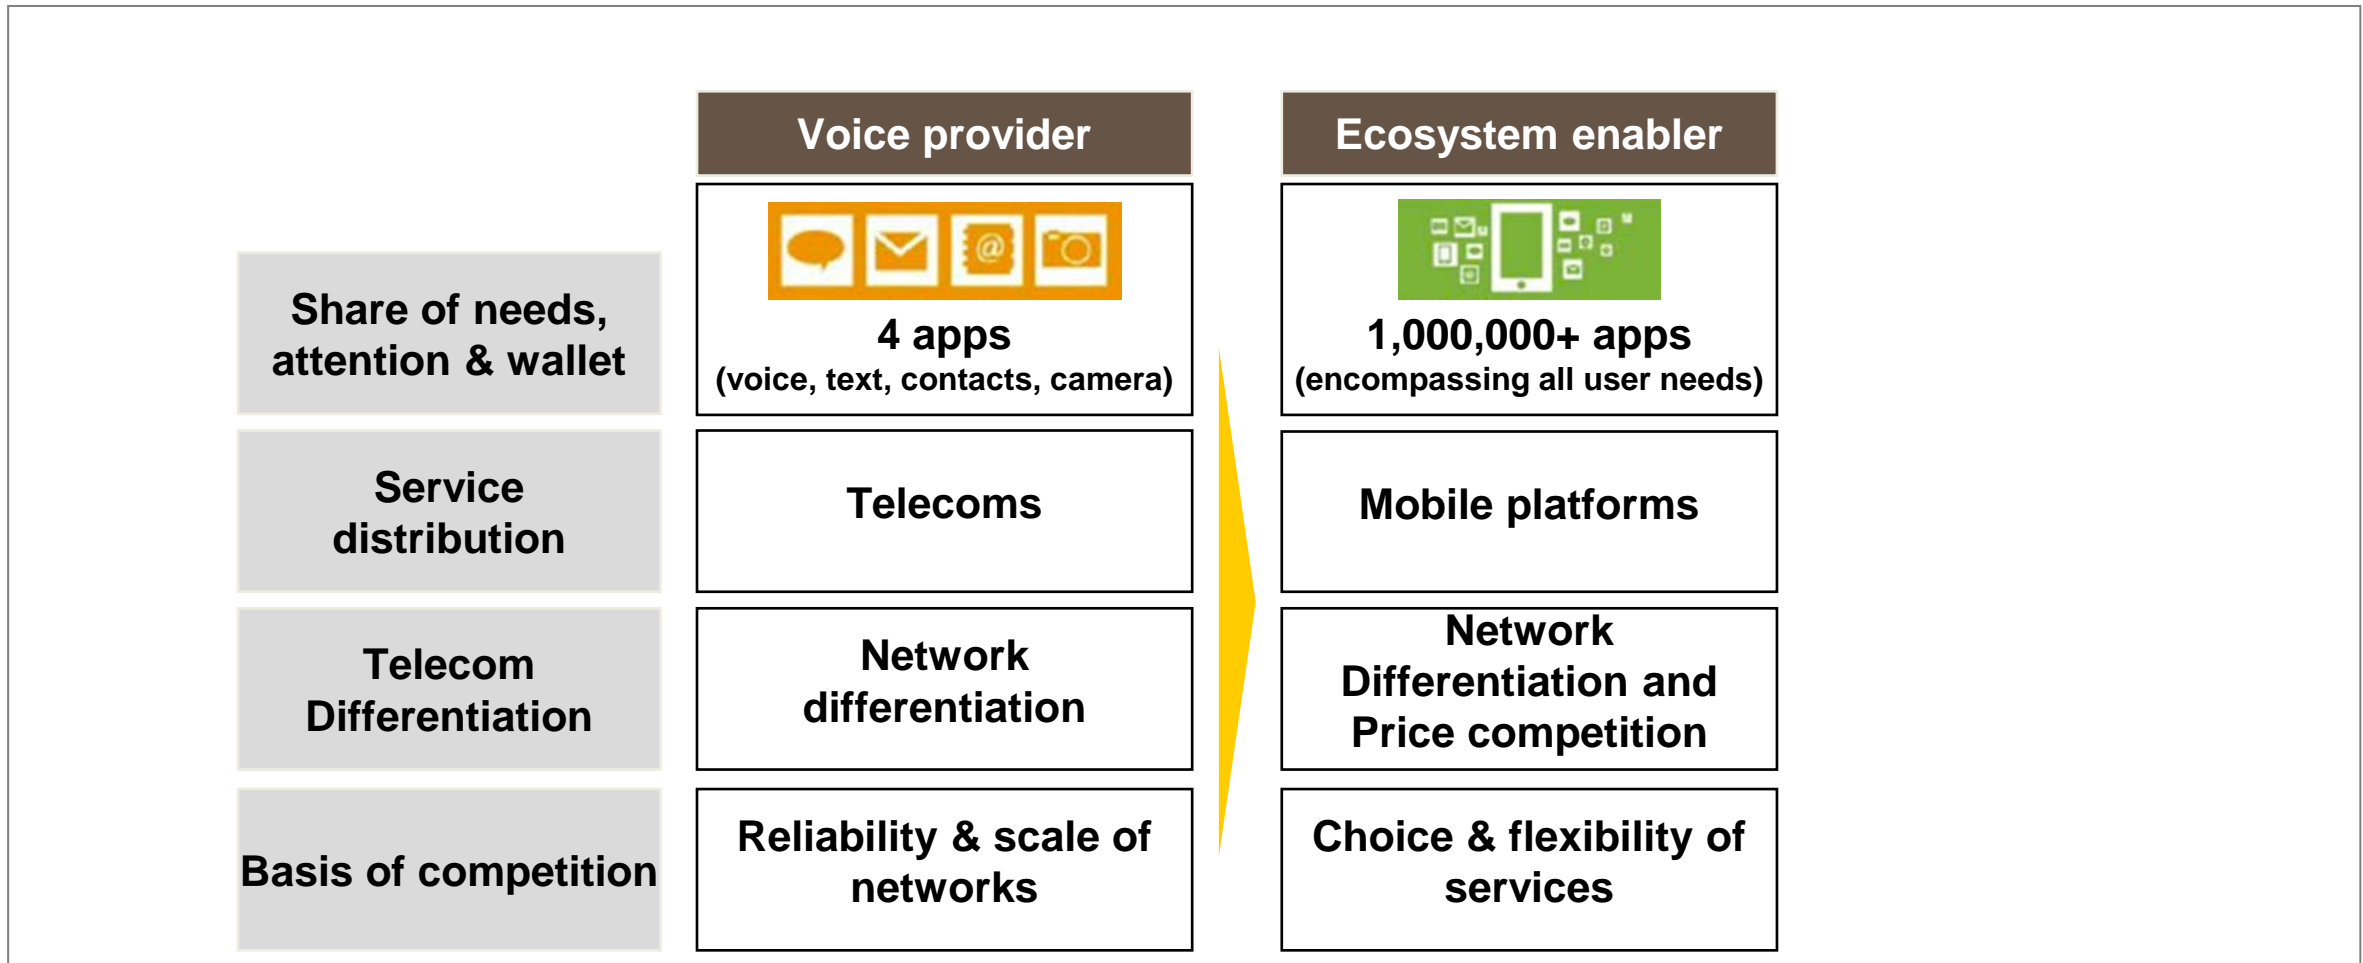 Voice provider
Ecosystem enabler
Share of needs,
attention & wallet
4 apps
(voice, text, contacts, camera)
1,000,000+ apps
(encompassing all user needs)
Service
distribution
Telecoms
Mobile platforms
Telecom
Differentiation
Network
differentiation
Network
Differentiation and
Price competition
Basis of competition
Reliability & scale of
networks
Choice & flexibility of
services